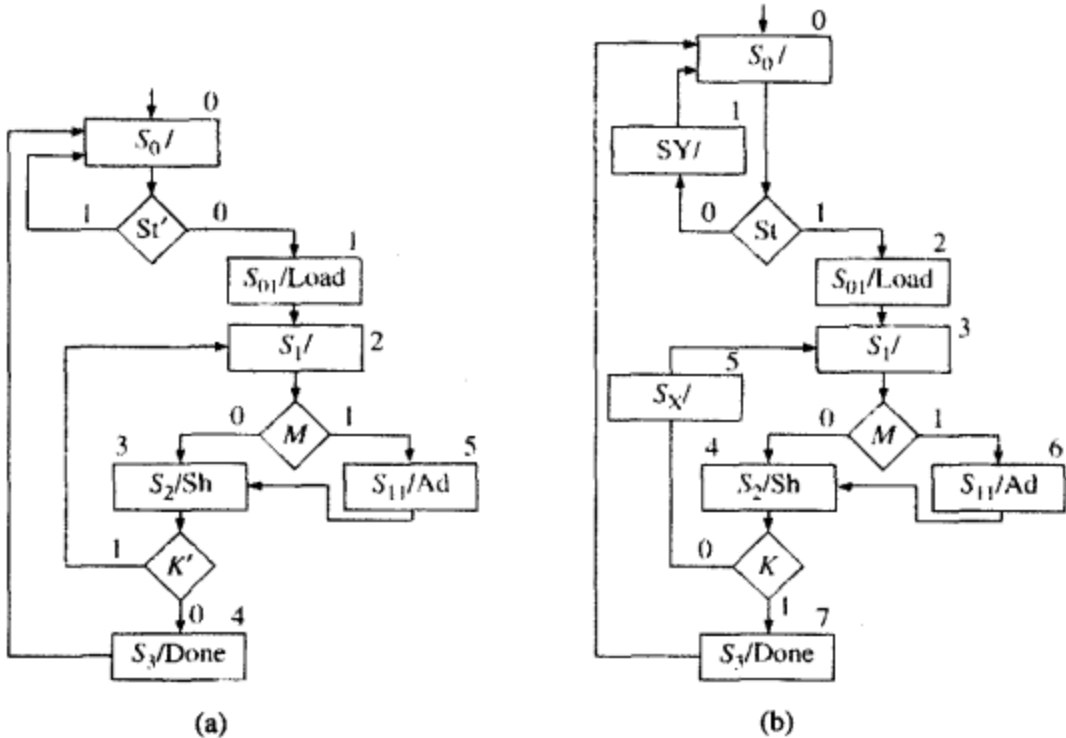 0
S₀ /
St′
1
0
1
S₀₁/Load
S₁/
2
M
0
1
3
S₂/Sh
5
S₁₁/Ad
K′
1
0
4
S₃/Done
(a)
0
S₀ /
1
SY/
St
0
1
2
S₀₁/Load
3
S₁/
5
Sₓ/
M
0
1
4
S₂/Sh
6
S₁₁/Ad
K
0
1
7
S₃/Done
(b)